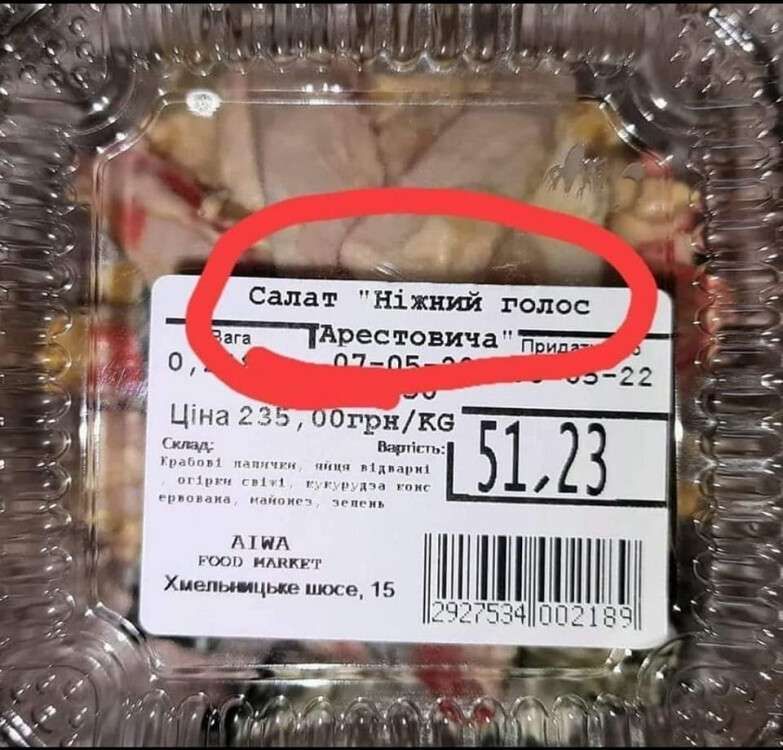 Салат "Ніжний голос
Арестовича"
Вага
0,
07-05-
05-22
Ціна 235,00грн/KG
Склад:
Вартість:
51,23
Крабові палички, яйця відварні
, огірки свіжі, кукурудза конс
ервована, майонез, зелень
AIWA
FOOD MARKET
Хмельницьке шосе, 15
2927534 002189